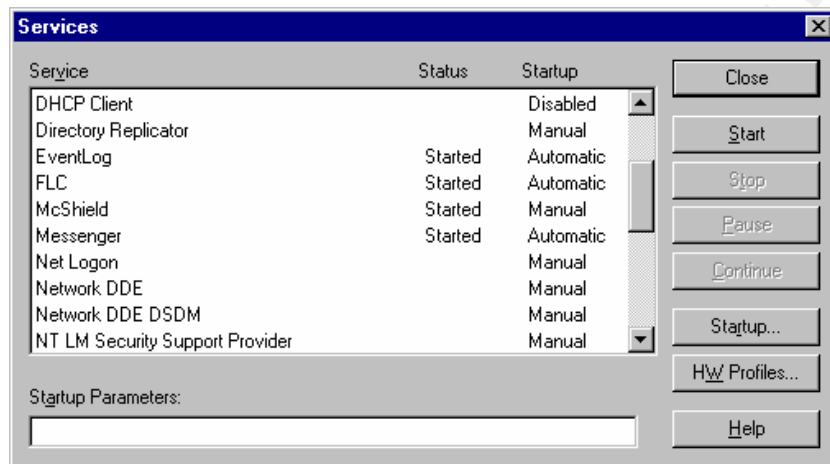 Services
Service Status Startup
DHCP Client Disabled
Directory Replicator Manual
EventLog Started Automatic
FLC Started Automatic
McShield Started Manual
Messenger Started Automatic
Net Logon Manual
Network DDE Manual
Network DDE DSDM Manual
NT LM Security Support Provider Manual
Startup Parameters:
Close
Start
Stop
Pause
Continue
Startup...
HW Profiles...
Help